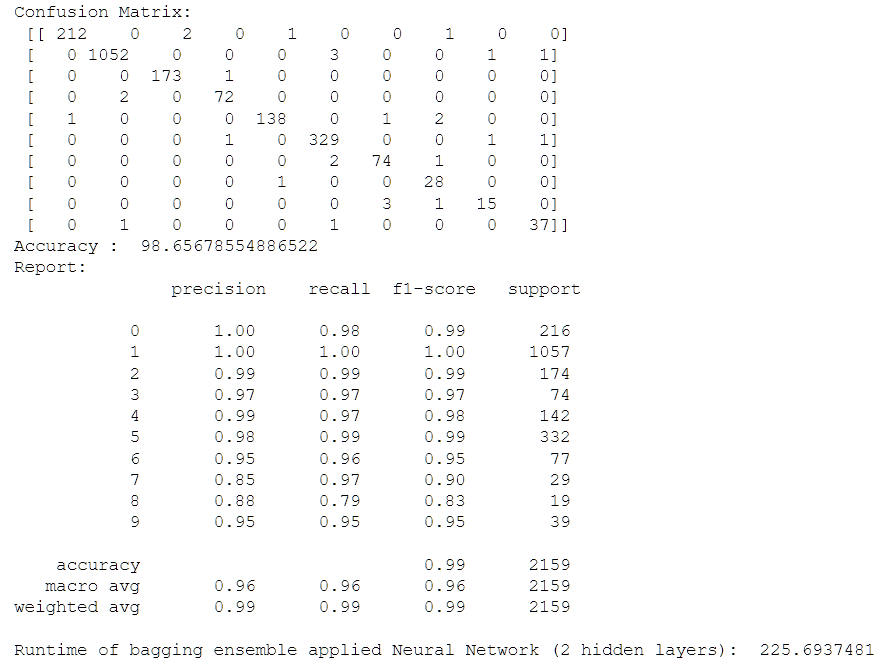 Confusion Matrix:
[[ 212 0 2 0 1 0 0 1 0 0]
[ 0 1052 0 0 0 3 0 0 1 1]
[ 0 0 173 1 0 0 0 0 0 0]
[ 0 2 0 72 0 0 0 0 0 0]
[ 1 0 0 0 138 0 1 2 0 0]
[ 0 0 0 1 0 329 0 0 1 1]
[ 0 0 0 0 0 2 74 1 0 0]
[ 0 0 0 0 1 0 0 28 0 0]
[ 0 0 0 0 0 0 3 1 15 0]
[ 0 1 0 0 0 1 0 0 0 37]]
Accuracy : 98.65678554886522
Report:
precision recall f1-score support
0 1.00 0.98 0.99 216
1 1.00 1.00 1.00 1057
2 0.99 0.99 0.99 174
3 0.97 0.97 0.97 74
4 0.99 0.97 0.98 142
5 0.98 0.99 0.99 332
6 0.95 0.96 0.95 77
7 0.85 0.97 0.90 29
8 0.88 0.79 0.83 19
9 0.95 0.95 0.95 39
accuracy 0.99 2159
macro avg 0.96 0.96 0.96 2159
weighted avg 0.99 0.99 0.99 2159
Runtime of bagging ensemble applied Neural Network (2 hidden layers): 225.6937481